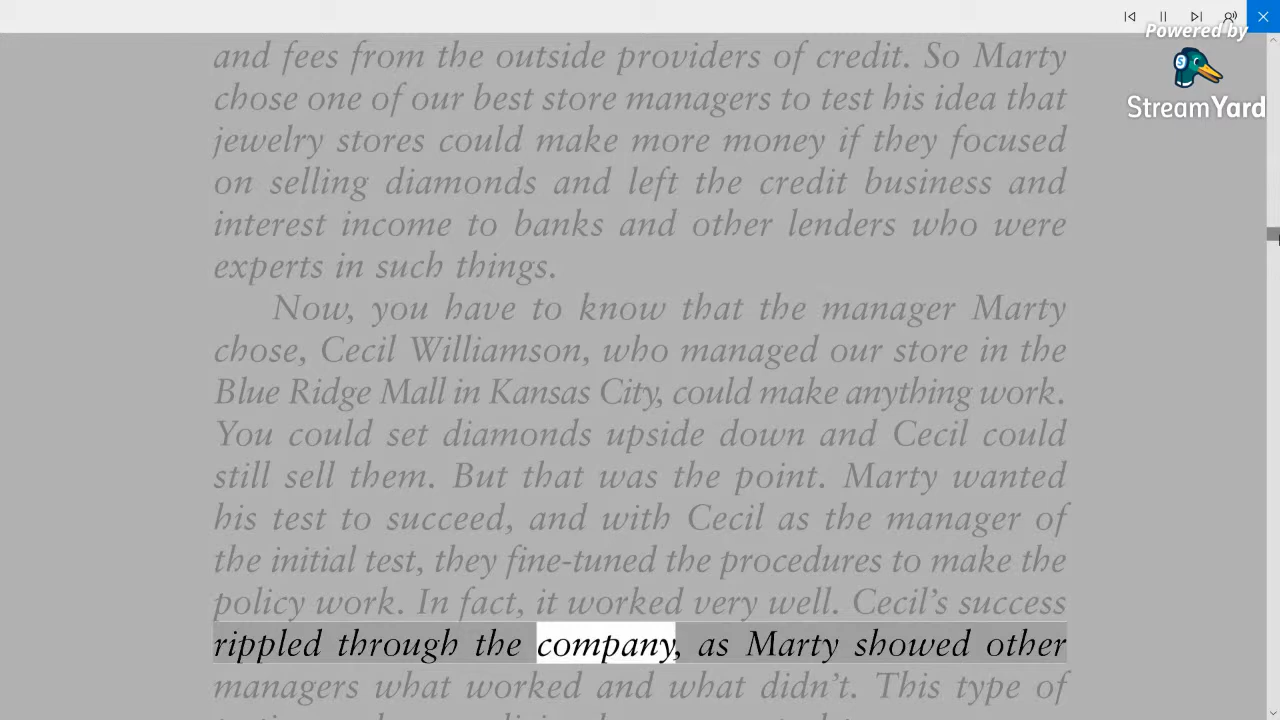 Powered by
StreamYard
and fees from the outside providers of credit. So Marty
chose one of our best store managers to test his idea that
jewelry stores could make more money if they focused
on selling diamonds and left the credit business and
interest income to banks and other lenders who were
experts in such things.
Now, you have to know that the manager Marty
chose, Cecil Williamson, who managed our store in the
Blue Ridge Mall in Kansas City, could make anything work.
You could set diamonds upside down and Cecil could
still sell them. But that was the point. Marty wanted
his test to succeed, and with Cecil as the manager of
the initial test, they fine-tuned the procedures to make the
policy work. In fact, it worked very well. Cecil's success
rippled through the company, as Marty showed other
managers what worked and what didn't. This type of